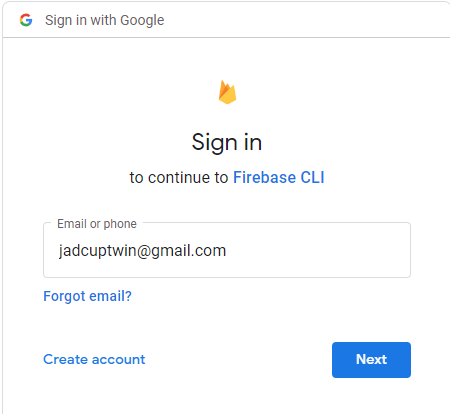 Sign in with Google
Sign in
to continue to Firebase CLI
Email or phone
jadcuptwin@gmail.com
Forgot email?
Create account
Next